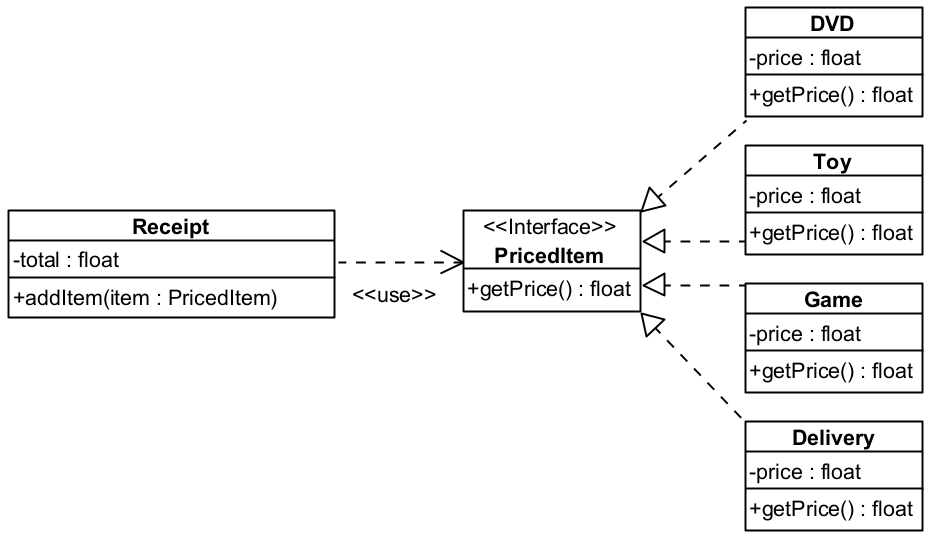 Receipt
-total : float
+addItem(item : PricedItem)
<<use>>
<<Interface>>
PricedItem
+getPrice() : float
DVD
-price : float
+getPrice() : float
Toy
-price : float
+getPrice() : float
Game
-price : float
+getPrice() : float
Delivery
-price : float
+getPrice() : float